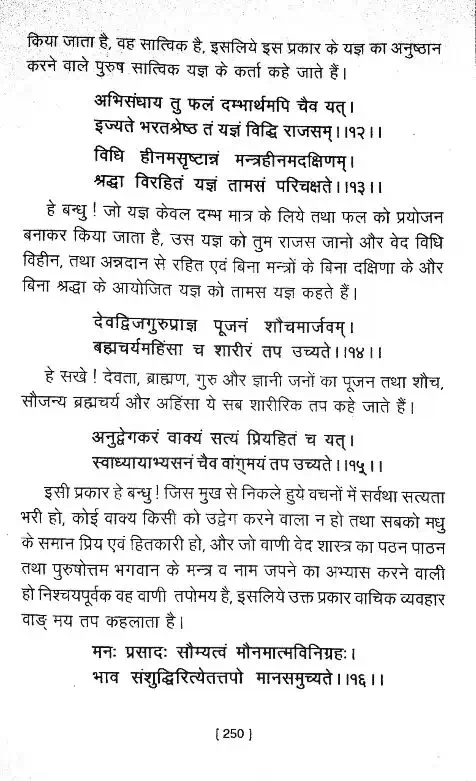 किया जाता है, वह सात्विक है, इसलिये इस प्रकार के यज्ञ का अनुष्ठान
करने वाले पुरुष सात्विक यज्ञ के कर्ता कहे जाते हैं।
अभिसंधाय तु फलं दम्भार्थमपि चैव यत्।
इज्यते भरतश्रेष्ठ तं यज्ञं विद्धि राजसम्।।१२।।
विधि हीनमसृष्टान्नं मन्त्रहीनमदक्षिणम्।
श्रद्धा विरहितं यज्ञं तामसं परिचक्षते।।१३।।
हे बन्धु ! जो यज्ञ केवल दम्भ मात्र के लिये तथा फल को प्रयोजन
बनाकर किया जाता है, उस यज्ञ को तुम राजस जानो और वेद विधि
विहीन, तथा अन्नदान से रहित एवं बिना मन्त्रों के बिना दक्षिणा के और
बिना श्रद्धा के आयोजित यज्ञ को तामस यज्ञ कहते हैं।
देवद्विजगुरुप्राज्ञ पूजनं शौचमार्जवम्।
बह्मचर्यमहिंसा च शारीरं तप उच्यते।।१४।।
हे सखे ! देवता, ब्राह्मण, गुरु और ज्ञानी जनों का पूजन तथा शौच,
सौजन्य ब्रह्मचर्य और अहिंसा ये सब शारीरिक तप कहे जाते हैं।
अनुद्वेगकरं वाक्यं सत्यं प्रियहितं च यत्।
स्वाध्यायाभ्यसनं चैव वांगुमयं तप उच्यते।।१५।।
इसी प्रकार हे बन्धु ! जिस मुख से निकले हुये वचनों में सर्वथा सत्यता
भरी हो, कोई वाक्य किसी को उद्वेग करने वाला न हो तथा सबको मधु
के समान प्रिय एवं हितकारी हो, और जो वाणी वेद शास्त्र का पठन पाठन
तथा पुरुषोत्तम भगवान के मन्त्र व नाम जपने का अभ्यास करने वाली
हो निश्चयपूर्वक वह वाणी तपोमय है, इसलिये उक्त प्रकार वाचिक व्यवहार
वाङ् मय तप कहलाता है।
मनः प्रसादः सौम्यत्वं मौनमात्मविनिग्रहः।
भाव संशुद्धिरित्येतत्तपो मानसमुच्यते।।१६।।
{ 250 }